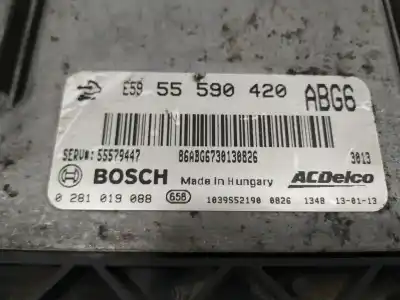 E59 55 590 420 ABG6
SERV#: 55579447 86ABG6730130826 3013
BOSCH Made in Hungary ACDelco
0 281 019 088 658 1039S52190 0826 1348 13-01-13